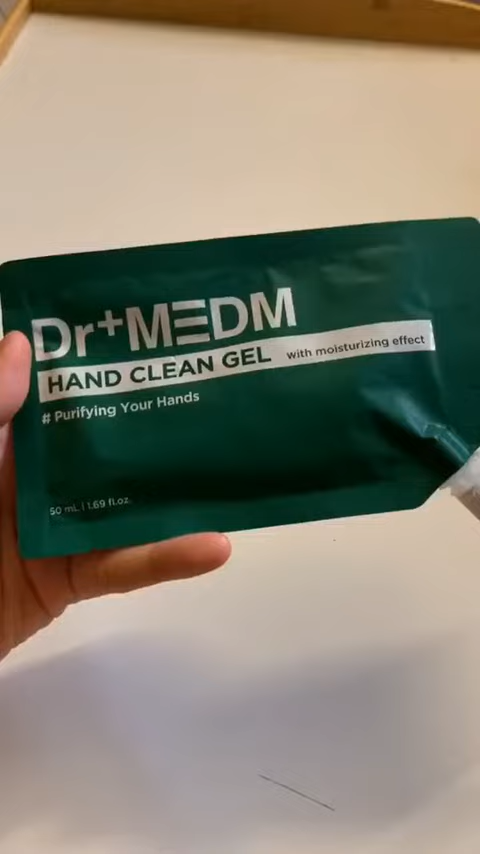 Dr+MEDM
HAND CLEAN GEL with moisturizing effect
# Purifying Your Hands
50 mL | 1.69 fl.oz.